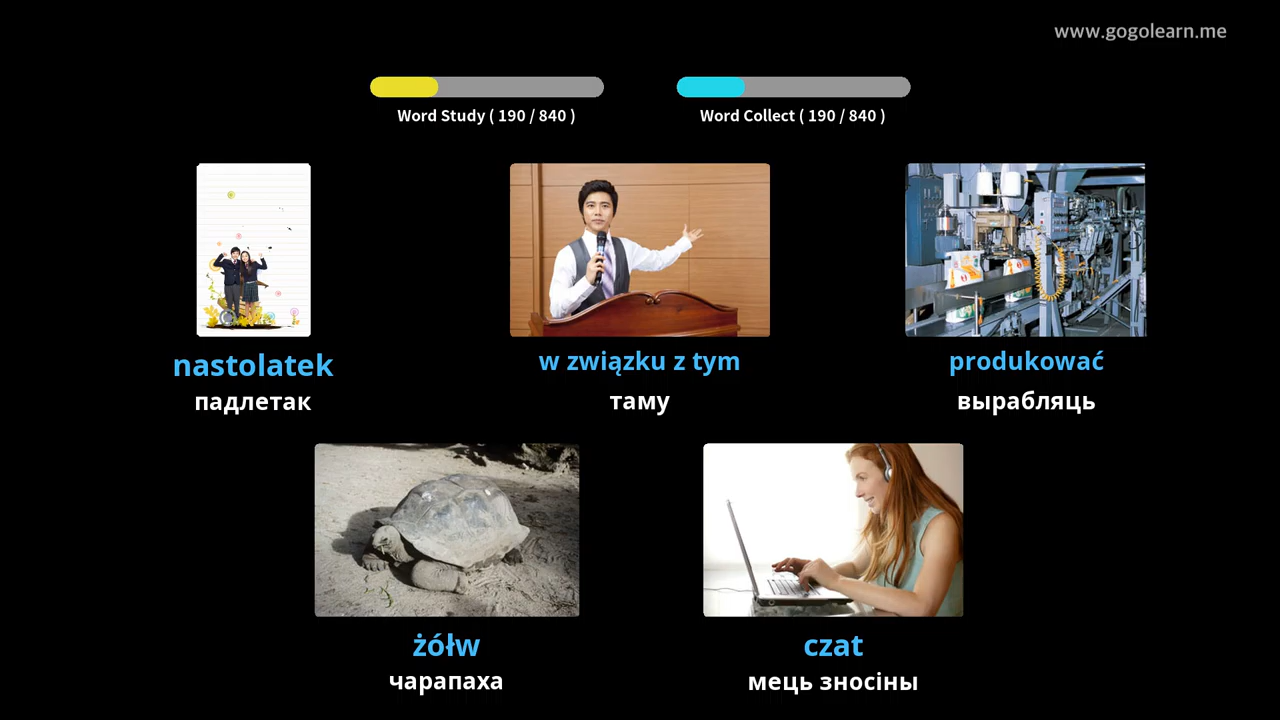 www.gogolearn.me
Word Study ( 190 / 840 )
Word Collect ( 190 / 840 )
nastolatek
падлетак
w związku z tym
таму
produkować
вырабляць
żółw
чарапаха
czat
мець зносіны